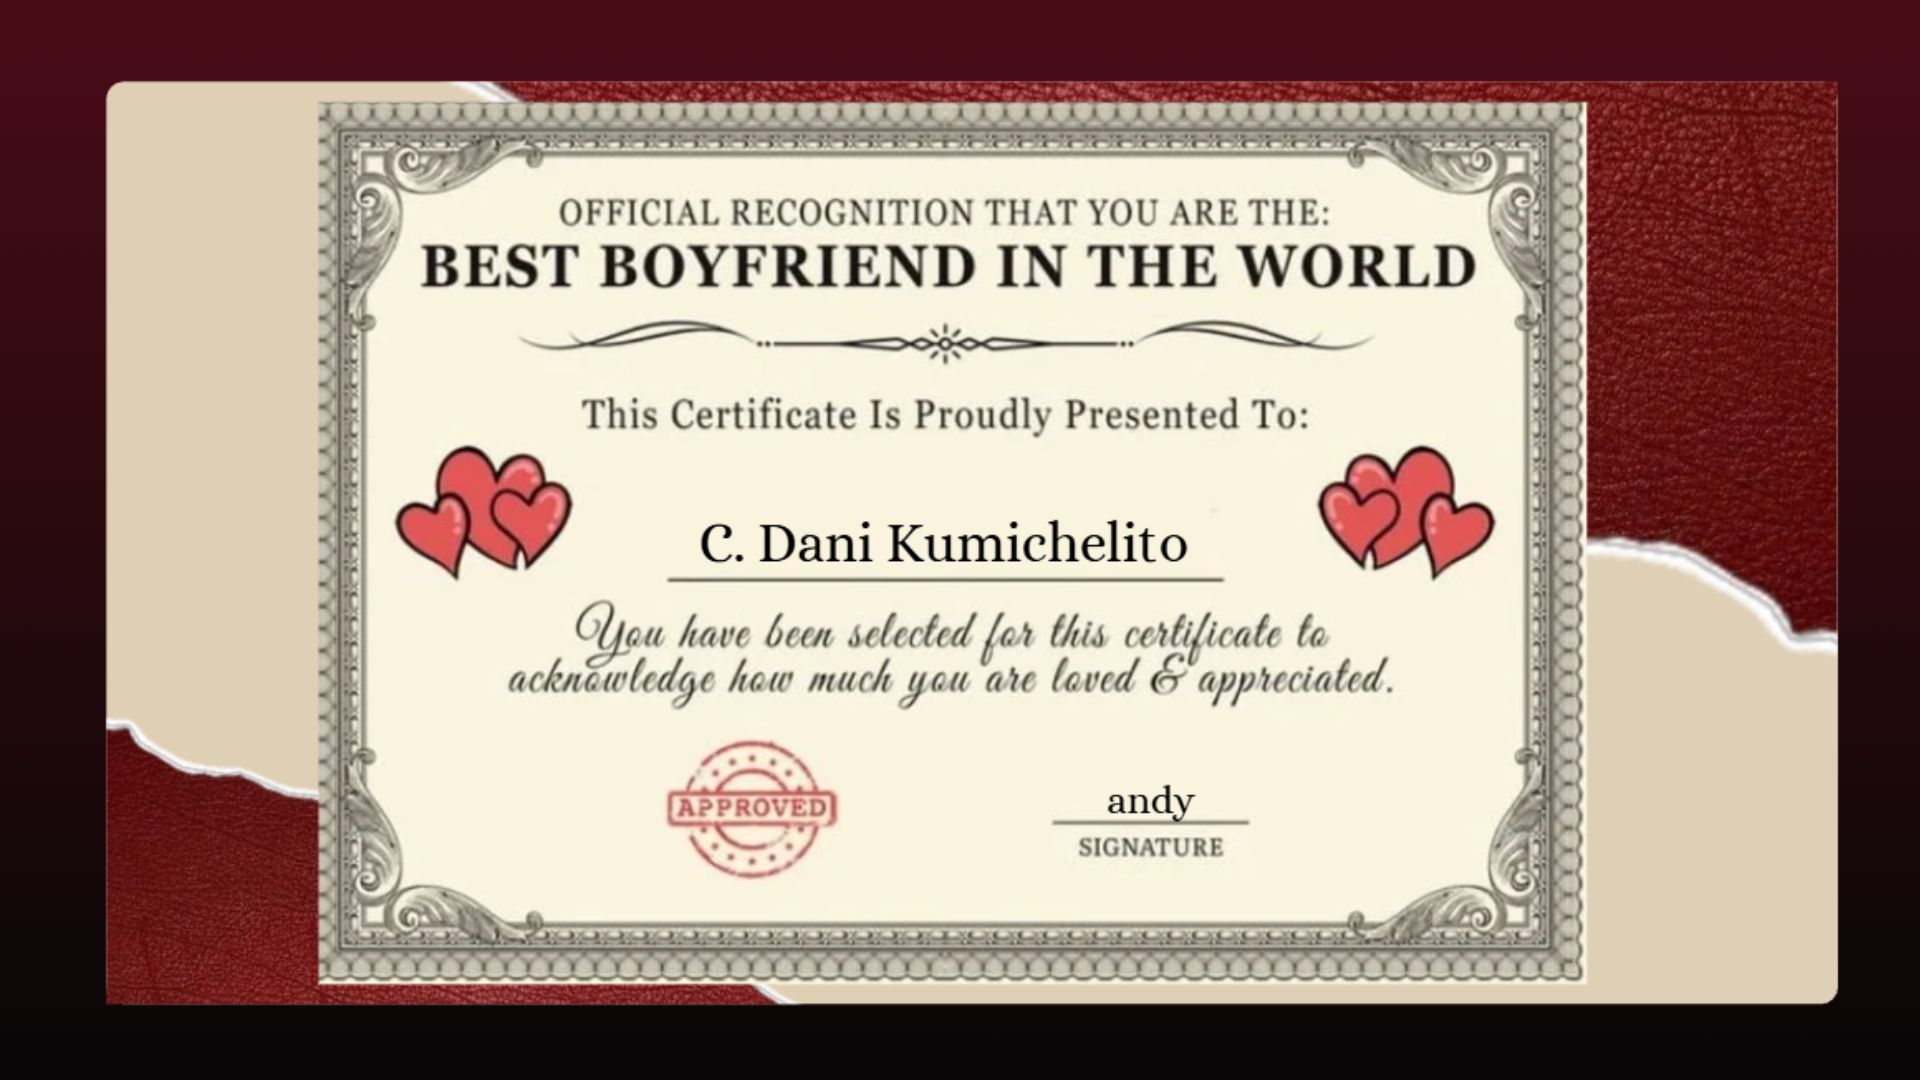 OFFICIAL RECOGNITION THAT YOU ARE THE:
BEST BOYFRIEND IN THE WORLD
This Certificate Is Proudly Presented To:
C. Dani Kumichelito
You have been selected for this certificate to
acknowledge how much you are loved & appreciated.
APPROVED
andy
SIGNATURE